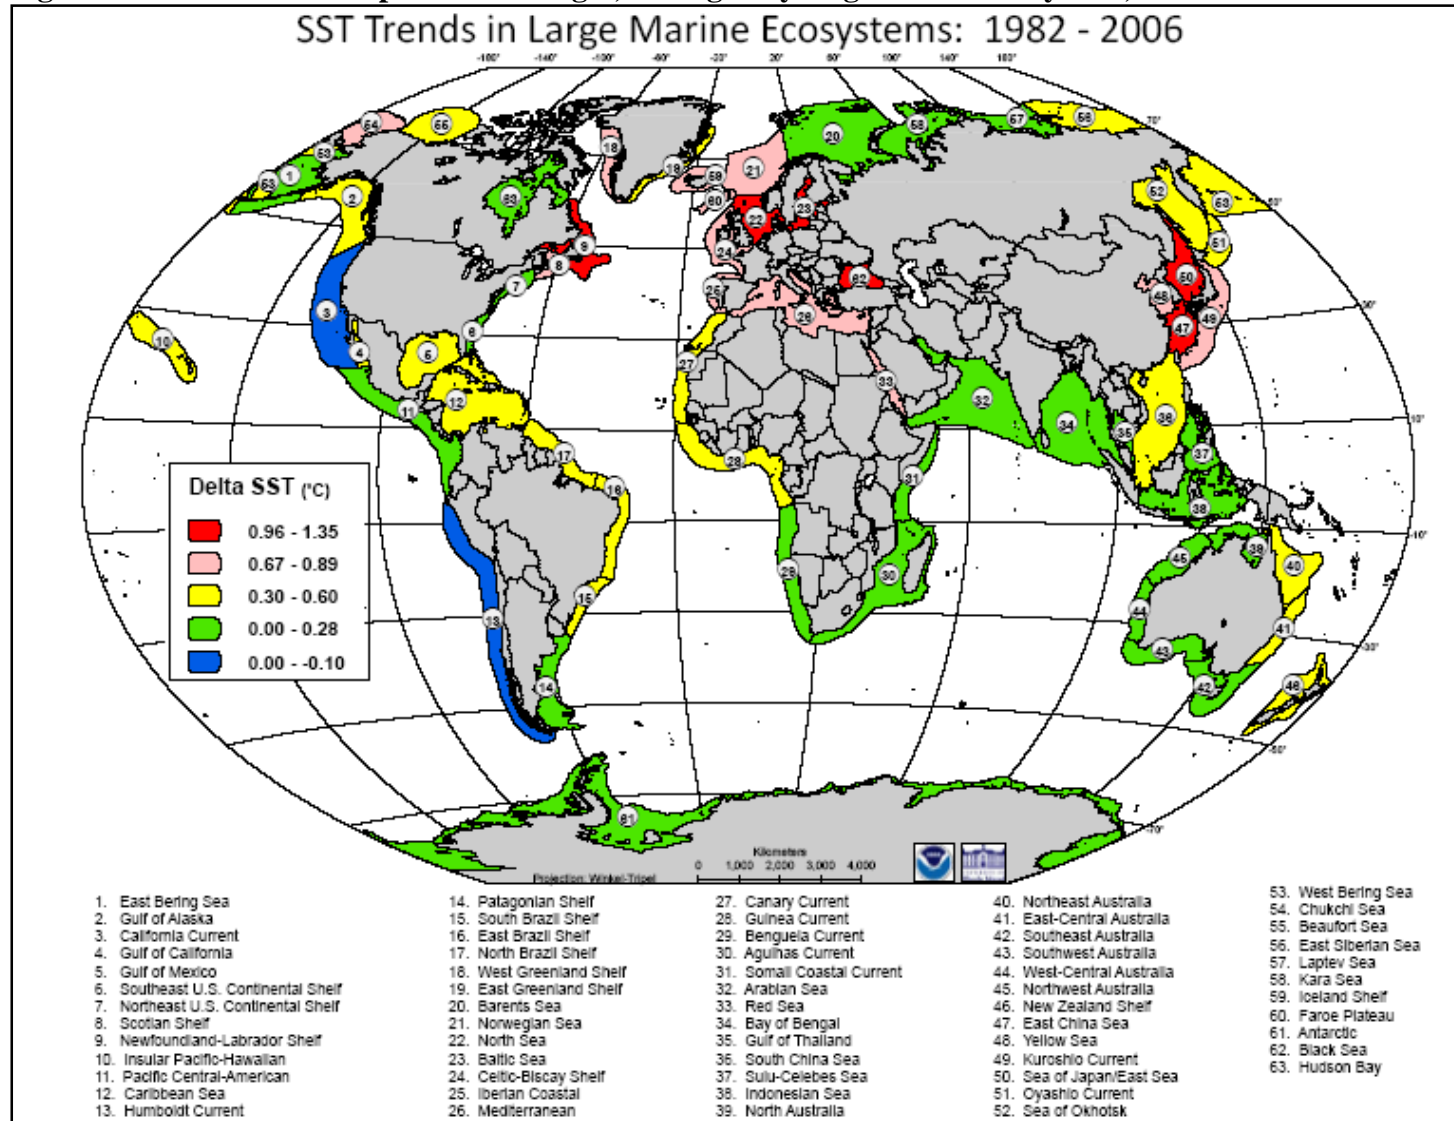 SST Trends in Large Marine Ecosystems: 1982 - 2006
Delta SST (°C)
0.96 - 1.35
0.67 - 0.89
0.30 - 0.60
0.00 - 0.28
0.00 - -0.10
Kilometers
0 1,000 2,000 3,000 4,000
Projection: Winkel-Tripel
1. East Bering Sea
2. Gulf of Alaska
3. California Current
4. Gulf of California
5. Gulf of Mexico
6. Southeast U.S. Continental Shelf
7. Northeast U.S. Continental Shelf
8. Scotian Shelf
9. Newfoundland-Labrador Shelf
10. Insular Pacific-Hawaiian
11. Pacific Central-American
12. Caribbean Sea
13. Humboldt Current
14. Patagonian Shelf
15. South Brazil Shelf
16. East Brazil Shelf
17. North Brazil Shelf
18. West Greenland Shelf
19. East Greenland Shelf
20. Barents Sea
21. Norwegian Sea
22. North Sea
23. Baltic Sea
24. Celtic-Biscay Shelf
25. Iberian Coastal
26. Mediterranean
27. Canary Current
28. Guinea Current
29. Benguela Current
30. Agulhas Current
31. Somali Coastal Current
32. Arabian Sea
33. Red Sea
34. Bay of Bengal
35. Gulf of Thailand
36. South China Sea
37. Sulu-Celebes Sea
38. Indonesian Sea
39. North Australia
40. Northeast Australia
41. East-Central Australia
42. Southeast Australia
43. Southwest Australia
44. West-Central Australia
45. Northwest Australia
46. New Zealand Shelf
47. East China Sea
48. Yellow Sea
49. Kuroshio Current
50. Sea of Japan/East Sea
51. Oyashio Current
52. Sea of Okhotsk
53. West Bering Sea
54. Chukchi Sea
55. Beaufort Sea
56. East Siberian Sea
57. Laptev Sea
58. Kara Sea
59. Iceland Shelf
60. Faroe Plateau
61. Antarctic
62. Black Sea
63. Hudson Bay